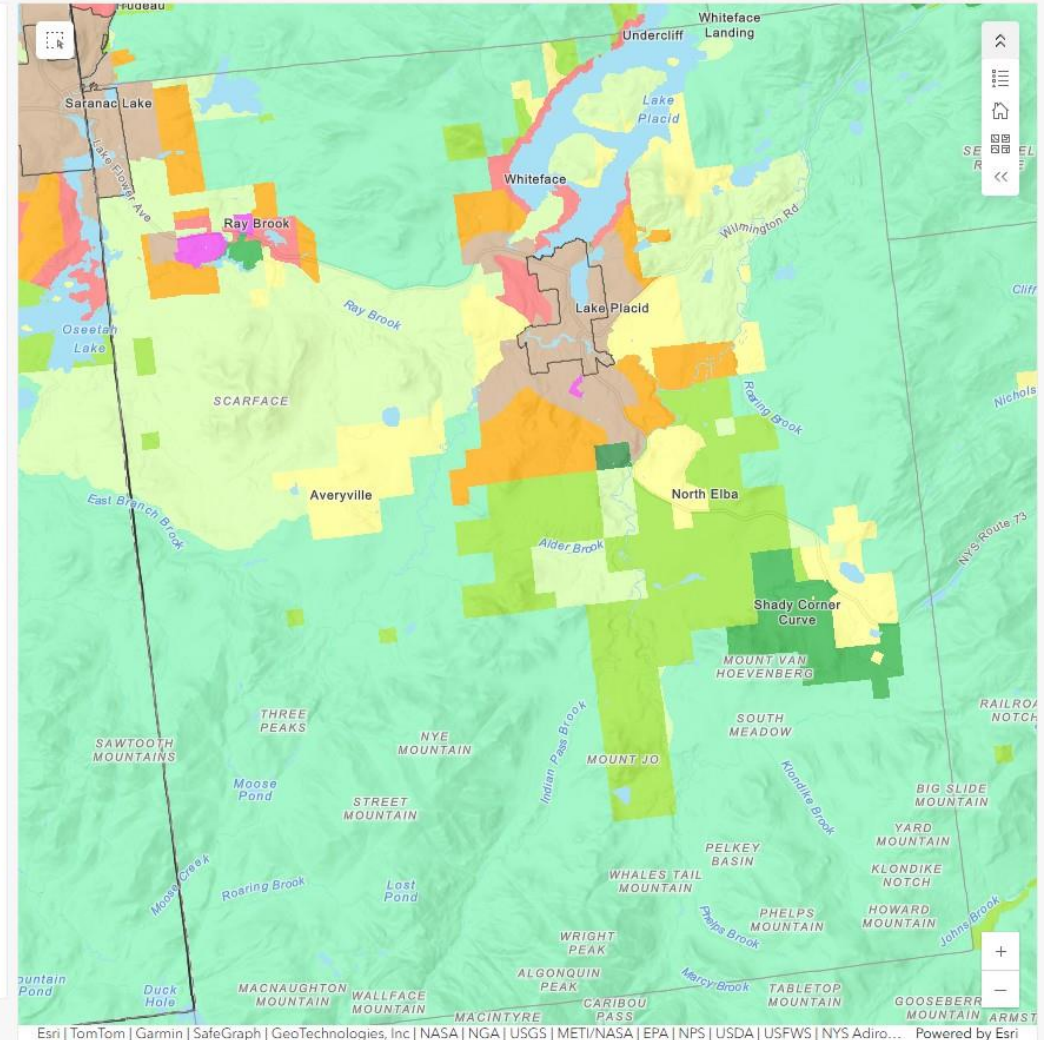 Trudeau
Whiteface
Landing
Undercliff
Saranac Lake
Lake
Placid
Lake Flower Ave
Whiteface
Ray Brook
Wilmington Rd
Cliff
Ray Brook
Lake Placid
Oseetah
Lake
SCARFACE
Roaring Brook
Nichols
Averyville
North Elba
East Branch Brook
NYS Route 73
Alder Brook
Shady Corner
Curve
MOUNT VAN
HOEVENBERG
THREE
PEAKS
SOUTH
MEADOW
RAILROA
NOTCH
SAWTOOTH
MOUNTAINS
NYE
MOUNTAIN
Indian Pass Brook
MOUNT JO
Moose
Pond
STREET
MOUNTAIN
Klondike Brook
BIG SLIDE
MOUNTAIN
YARD
MOUNTAIN
PELKEY
BASIN
KLONDIKE
NOTCH
WHALES TAIL
MOUNTAIN
Moose Creek
Roaring Brook
Lost
Pond
Phelps Brook
PHELPS
MOUNTAIN
HOWARD
MOUNTAIN
Johns Brook
WRIGHT
PEAK
ALGONQUIN
PEAK
Marcy Brook
ountain
Pond
Duck
Hole
MACNAUGHTON
MOUNTAIN
WALLFACE
MOUNTAIN
CARIBOU
PASS
TABLETOP
MOUNTAIN
GOOSEBERR
MOUNTAIN
MACINTYRE
ARMST
Esri | TomTom | Garmin | SafeGraph | GeoTechnologies, Inc | NASA | NGA | USGS | METI/NASA | EPA | NPS | USDA | USFWS | NYS Adiro... Powered by Esri